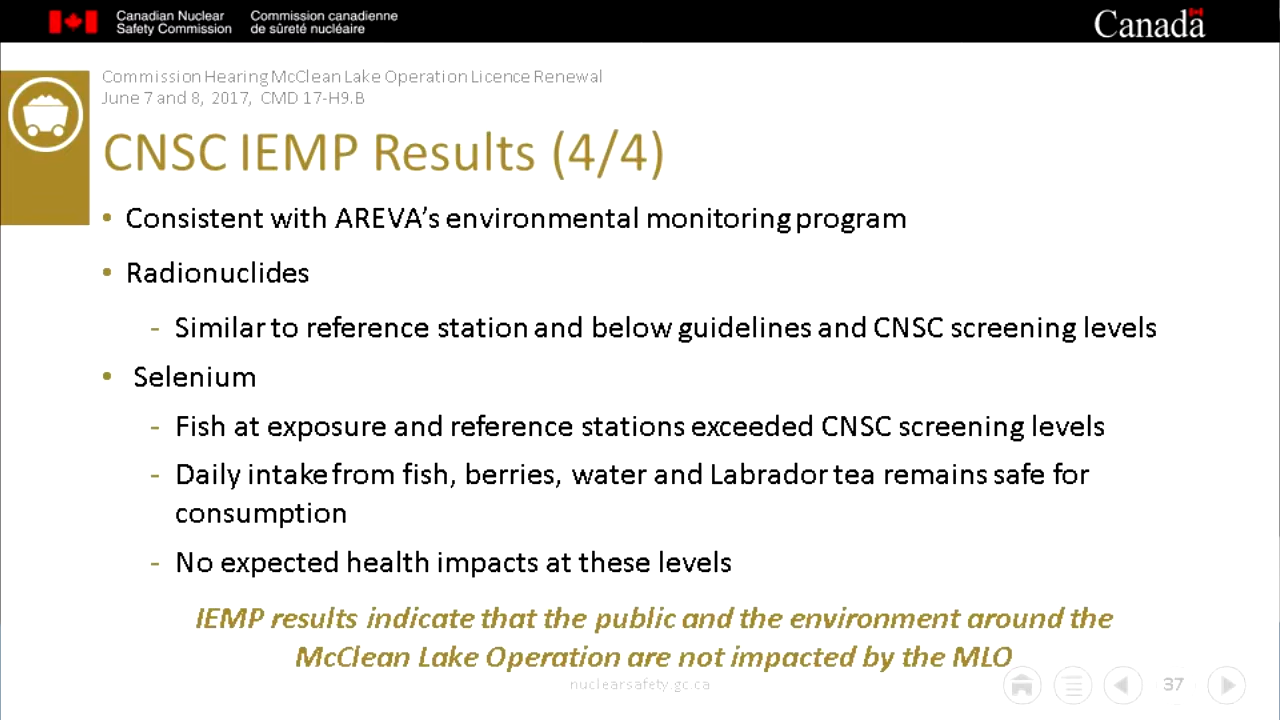 Canadian Nuclear Safety Commission
Commission canadienne de sûreté nucléaire
Canada
Commission Hearing McClean Lake Operation Licence Renewal
June 7 and 8, 2017, CMD 17-H9.B
CNSC IEMP Results (4/4)
• Consistent with AREVA's environmental monitoring program
• Radionuclides
- Similar to reference station and below guidelines and CNSC screening levels
• Selenium
- Fish at exposure and reference stations exceeded CNSC screening levels
- Daily intake from fish, berries, water and Labrador tea remains safe for
consumption
- No expected health impacts at these levels
IEMP results indicate that the public and the environment around the
McClean Lake Operation are not impacted by the MLO
nuclearsafety.gc.ca
37